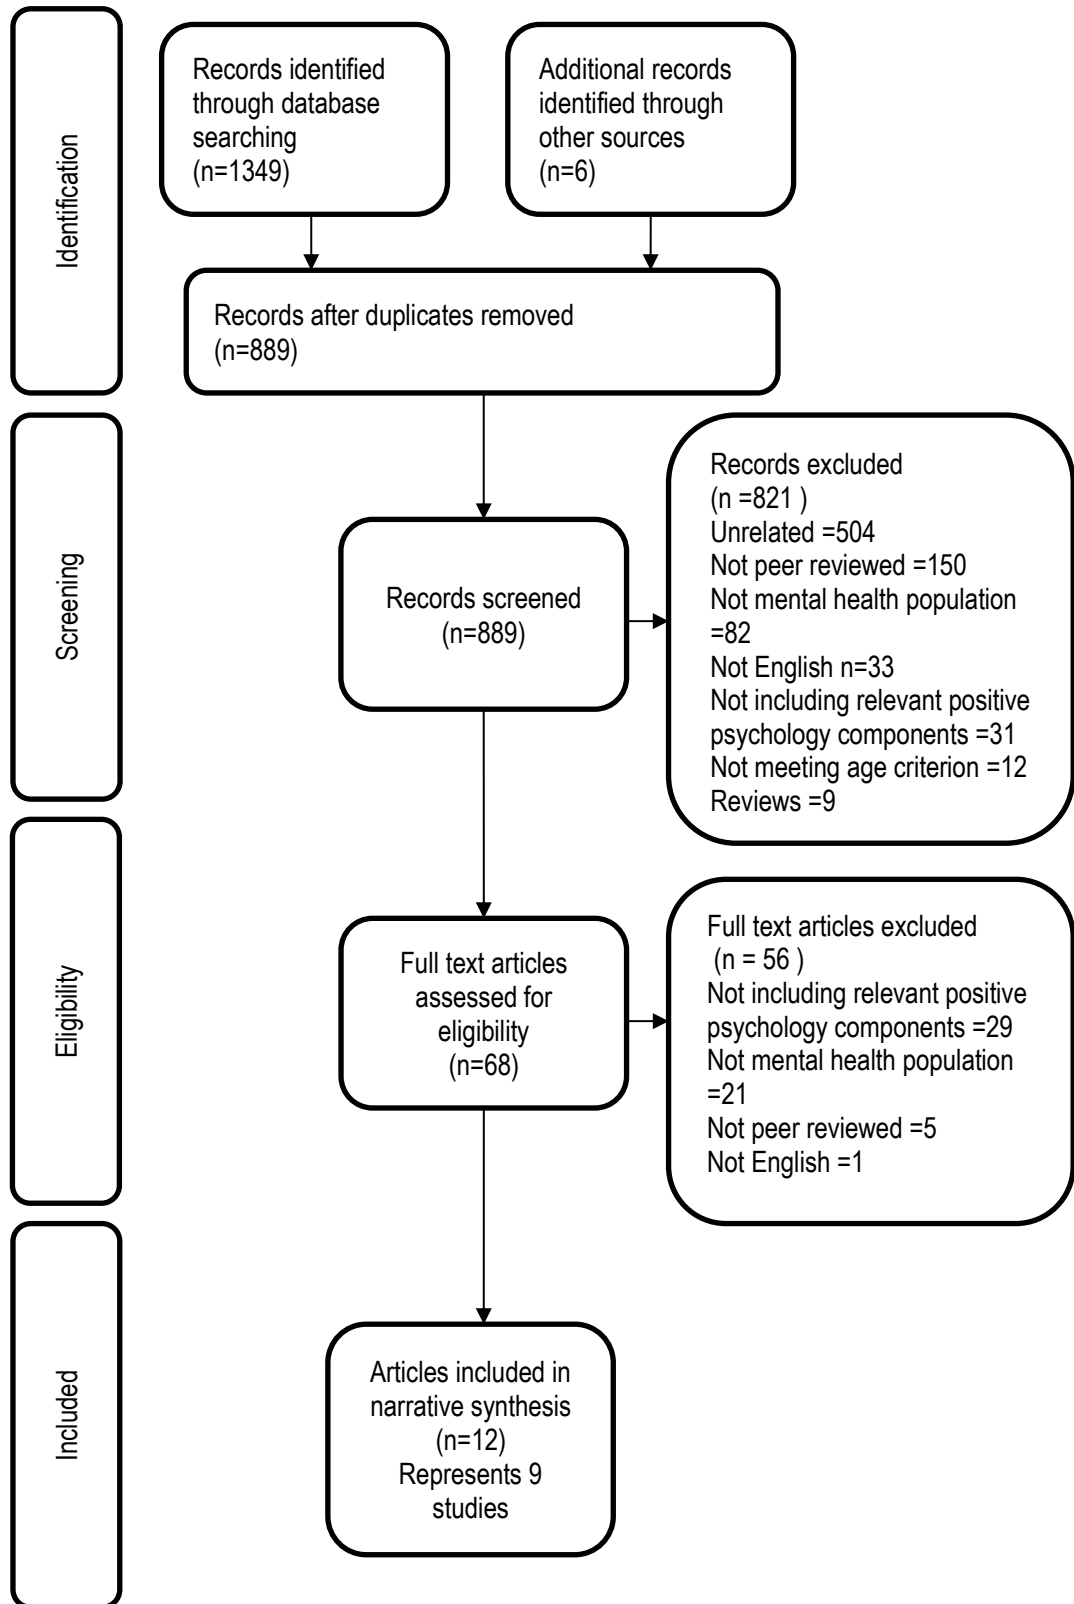 Identification
Records identified
through database
searching
(n=1349)
Additional records
identified through
other sources
(n=6)
Records after duplicates removed
(n=889)
Screening
Records screened
(n=889)
Records excluded
(n =821 )
Unrelated =504
Not peer reviewed =150
Not mental health population
=82
Not English n=33
Not including relevant positive
psychology components =31
Not meeting age criterion =12
Reviews =9
Eligibility
Full text articles
assessed for
eligibility
(n=68)
Full text articles excluded
(n = 56 )
Not including relevant positive
psychology components =29
Not mental health population
=21
Not peer reviewed =5
Not English =1
Included
Articles included in
narrative synthesis
(n=12)
Represents 9
studies